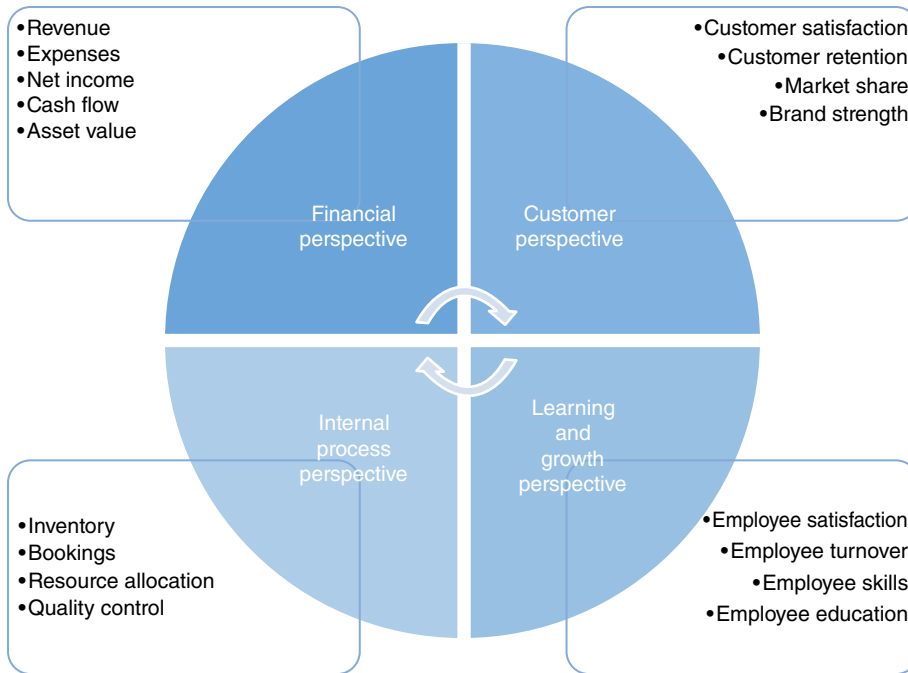 •Revenue
•Expenses
•Net income
•Cash flow
•Asset value
•Customer satisfaction
•Customer retention
•Market share
•Brand strength
Financial
perspective
Customer
perspective
Internal
process
perspective
Learning
and
growth
perspective
•Inventory
•Bookings
•Resource allocation
•Quality control
•Employee satisfaction
•Employee turnover
•Employee skills
•Employee education